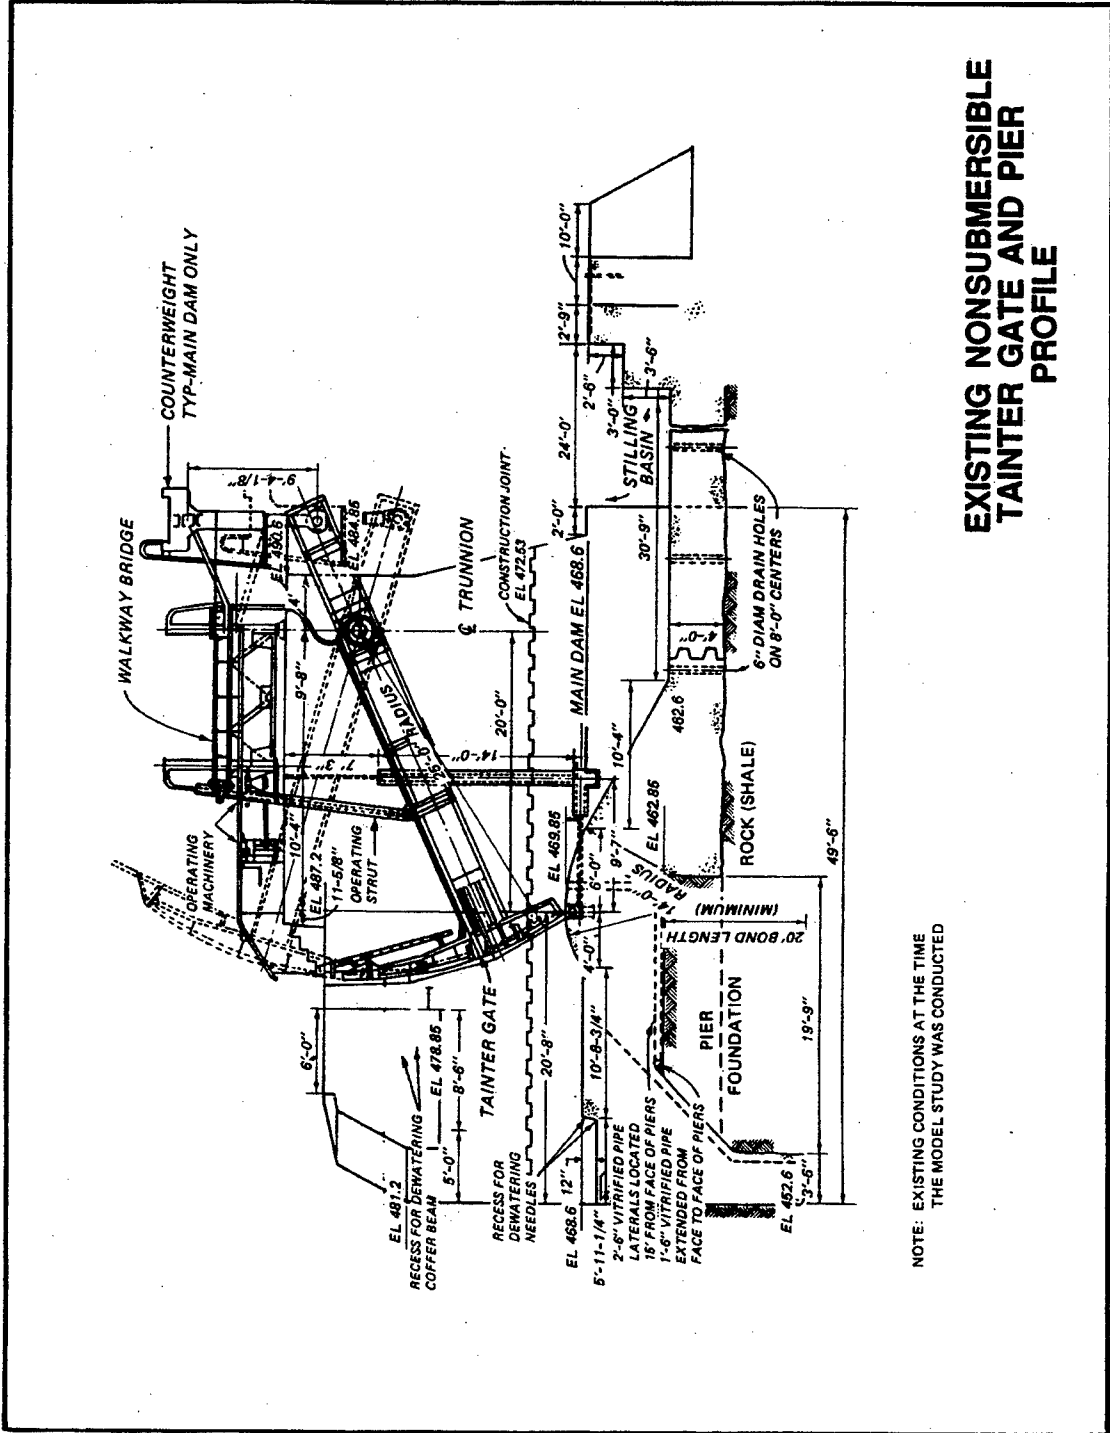 COUNTERWEIGHT
TYP-MAIN DAM ONLY
WALKWAY BRIDGE
OPERATING
MACHINERY
9'-4-1/8"
EL 490.6
EL 484.85
4'
9'-8"
7'-3"
10'-4"
EL 487.2
11-5/8"
OPERATING
STRUT
RADIUS
14'-0"
20'-0"
℄ TRUNNION
CONSTRUCTION JOINT
EL 472.53
6'-0"
EL 481.2
RECESS FOR DEWATERING
COFFER BEAM
EL 478.85
8'-6"
5'-0"
TAINTER GATE
RECESS FOR
DEWATERING
NEEDLES
20'-8"
EL 469.85
MAIN DAM EL 468.6
2'-0"
24'-0'
2'-9"
10'-0"
2'-6"
3'-0"
3'-6"
STILLING
BASIN
EL 468.6
12"
5'-11-1/4"
10'-8-3/4"
4'-0"
6'-0"
9'-7"
10'-4"
30'-9"
14'-0" RADIUS
EL 462.85
462.6
4'-0"
6" DIAM DRAIN HOLES
ON 8'-0" CENTERS
2'-6" VITRIFIED PIPE
LATERALS LOCATED
15' FROM FACE OF PIERS
1'-6" VITRIFIED PIPE
EXTENDED FROM
FACE TO FACE OF PIERS
20' BOND LENGTH
(MINIMUM)
ROCK (SHALE)
PIER
FOUNDATION
EL 452.6
3'-6"
19'-9"
49'-6"
NOTE: EXISTING CONDITIONS AT THE TIME
THE MODEL STUDY WAS CONDUCTED
EXISTING NONSUBMERSIBLE
TAINTER GATE AND PIER
PROFILE